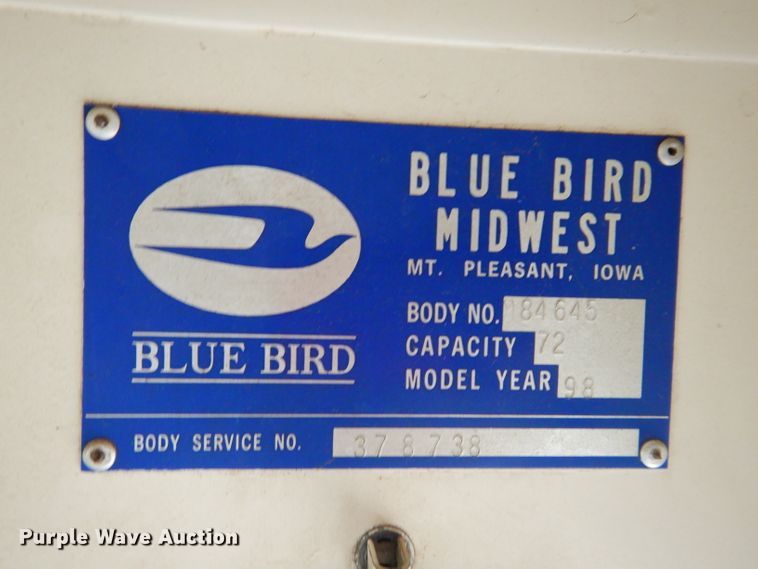 BLUE BIRD
MIDWEST
MT. PLEASANT, IOWA
BODY NO. 184645
CAPACITY 72
MODEL YEAR 98
BLUE BIRD
BODY SERVICE NO. 378738
Purple Wave Auction